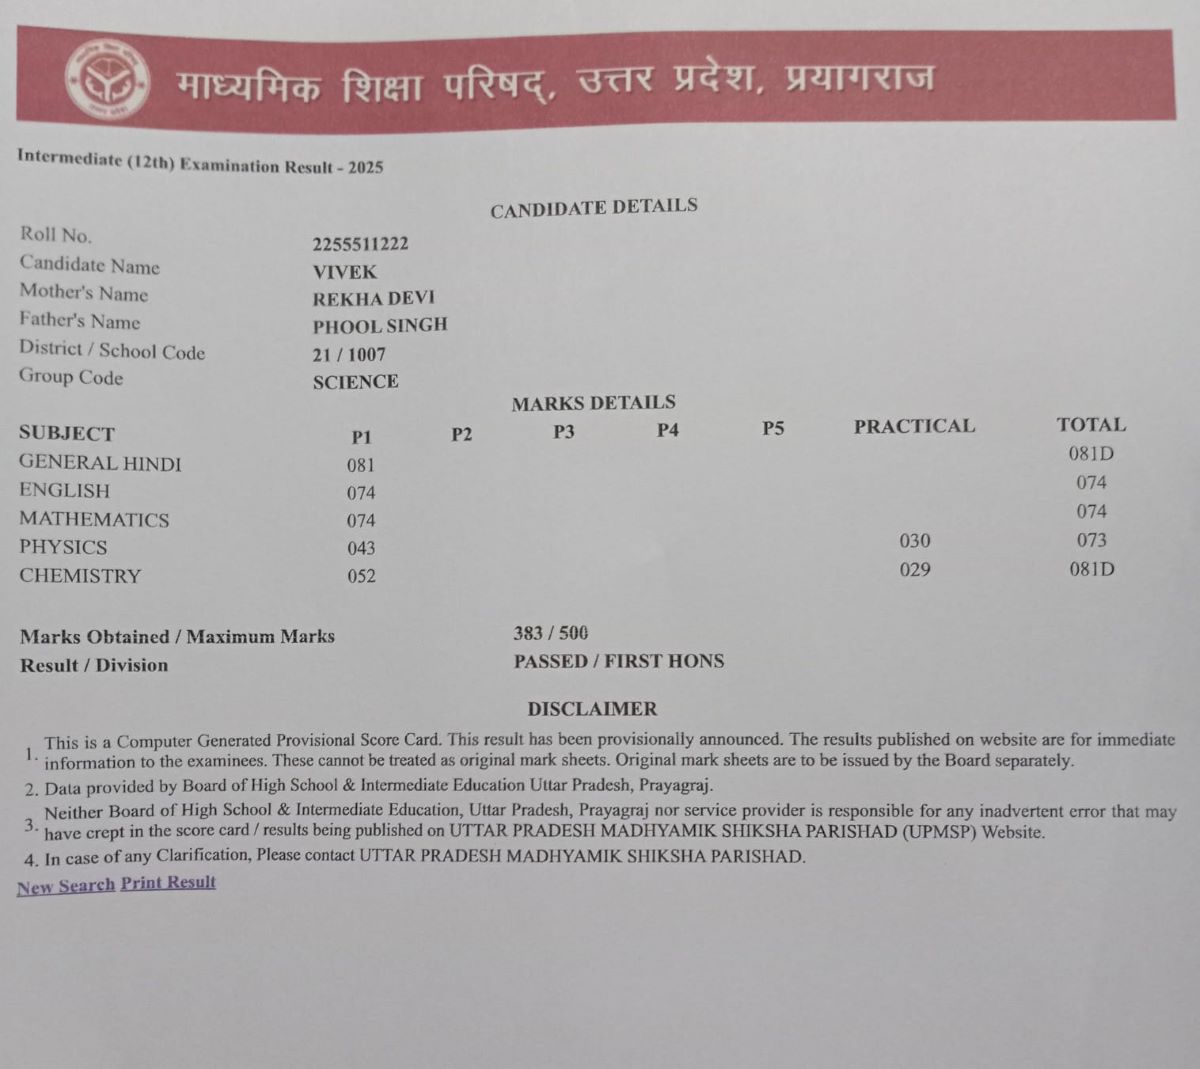 माध्यमिक शिक्षा परिषद्, उत्तर प्रदेश, प्रयागराज
Intermediate (12th) Examination Result - 2025
CANDIDATE DETAILS
Roll No. 2255511222
Candidate Name VIVEK
Mother's Name REKHA DEVI
Father's Name PHOOL SINGH
District / School Code 21 / 1007
Group Code SCIENCE
MARKS DETAILS
SUBJECT P1 P2 P3 P4 P5 PRACTICAL TOTAL
GENERAL HINDI 081 081D
ENGLISH 074 074
MATHEMATICS 074 074
PHYSICS 043 030 073
CHEMISTRY 052 029 081D
Marks Obtained / Maximum Marks 383 / 500
Result / Division PASSED / FIRST HONS
DISCLAIMER
1. This is a Computer Generated Provisional Score Card. This result has been provisionally announced. The results published on website are for immediate
information to the examinees. These cannot be treated as original mark sheets. Original mark sheets are to be issued by the Board separately.
2. Data provided by Board of High School & Intermediate Education Uttar Pradesh, Prayagraj.
3. Neither Board of High School & Intermediate Education, Uttar Pradesh, Prayagraj nor service provider is responsible for any inadvertent error that may
have crept in the score card / results being published on UTTAR PRADESH MADHYAMIK SHIKSHA PARISHAD (UPMSP) Website.
4. In case of any Clarification, Please contact UTTAR PRADESH MADHYAMIK SHIKSHA PARISHAD.
New Search Print Result